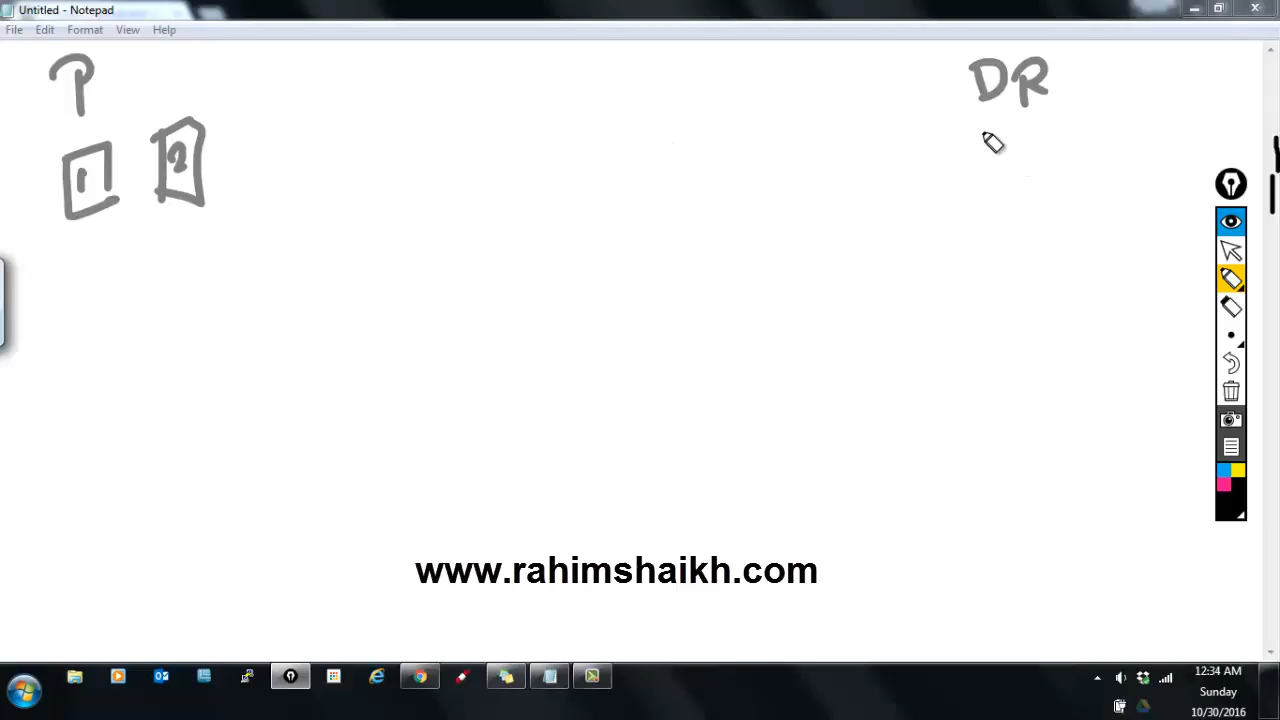 Untitled - Notepad
File Edit Format View Help
P DR
1 2
www.rahimshaikh.com
12:34 AM
Sunday
10/30/2016